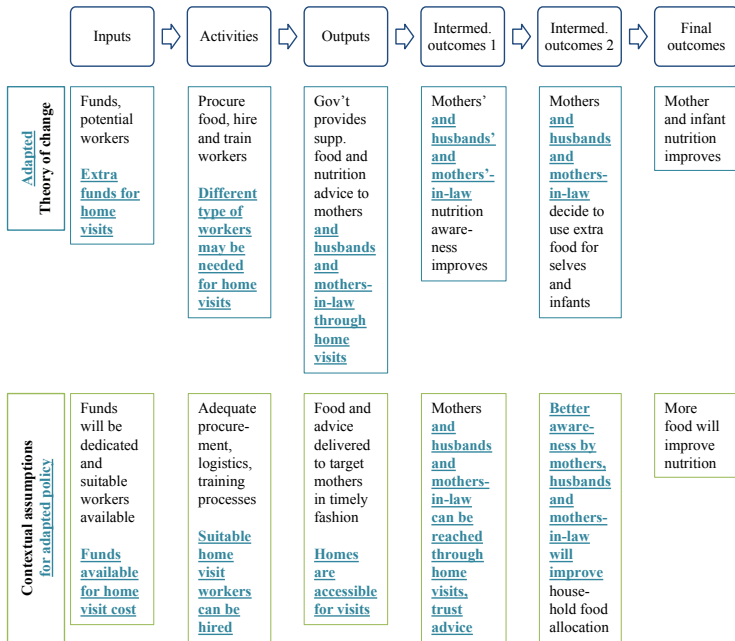 Inputs
Activities
Outputs
Intermed.
outcomes 1
Intermed.
outcomes 2
Final
outcomes
Adapted
Theory of change
Funds,
potential
workers
Extra
funds for
home
visits
Procure
food, hire
and train
workers
Different
type of
workers
may be
needed
for home
visits
Gov't
provides
supp.
food and
nutrition
advice to
mothers
and
husbands
and
mothers-
in-law
through
home
visits
Mothers'
and
husbands'
and
mothers'-
in-law
nutrition
aware-
ness
improves
Mothers
and
husbands
and
mothers-
in-law
decide to
use extra
food for
selves
and
infants
Mother
and infant
nutrition
improves
Contextual assumptions
for adapted policy
Funds
will be
dedicated
and
suitable
workers
available
Funds
available
for home
visit cost
Adequate
procure-
ment,
logistics,
training
processes
Suitable
home
visit
workers
can be
hired
Food and
advice
delivered
to target
mothers
in timely
fashion
Homes
are
accessible
for visits
Mothers
and
husbands
and
mothers-
in-law
can be
reached
through
home
visits,
trust
advice
Better
aware-
ness by
mothers,
husbands
and
mothers-
in-law
will
improve
house-
hold food
allocation
More
food will
improve
nutrition